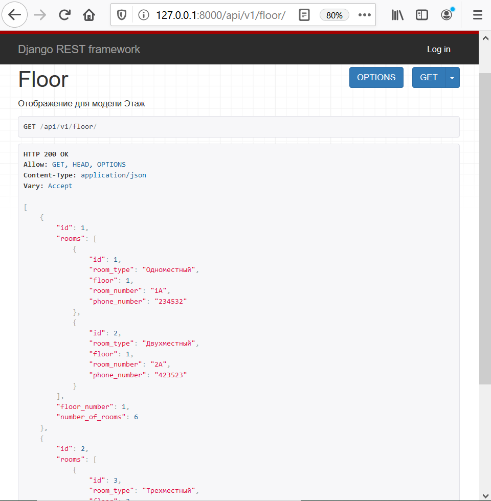 127.0.0.1:8000/api/v1/floor/
80%
Django REST framework
Log in
Floor
OPTIONS
GET
Отображение для модели Этаж
GET /api/v1/floor/
HTTP 200 OK
Allow: GET, HEAD, OPTIONS
Content-Type: application/json
Vary: Accept
[
{
"id": 1,
"rooms": [
{
"id": 1,
"room_type": "Одноместный",
"floor": 1,
"room_number": "1A",
"phone_number": "234532"
},
{
"id": 2,
"room_type": "Двухместный",
"floor": 1,
"room_number": "2A",
"phone_number": "423523"
}
],
"floor_number": 1,
"number_of_rooms": 6
},
{
"id": 2,
"rooms": [
{
"id": 3,
"room_type": "Трехместный",